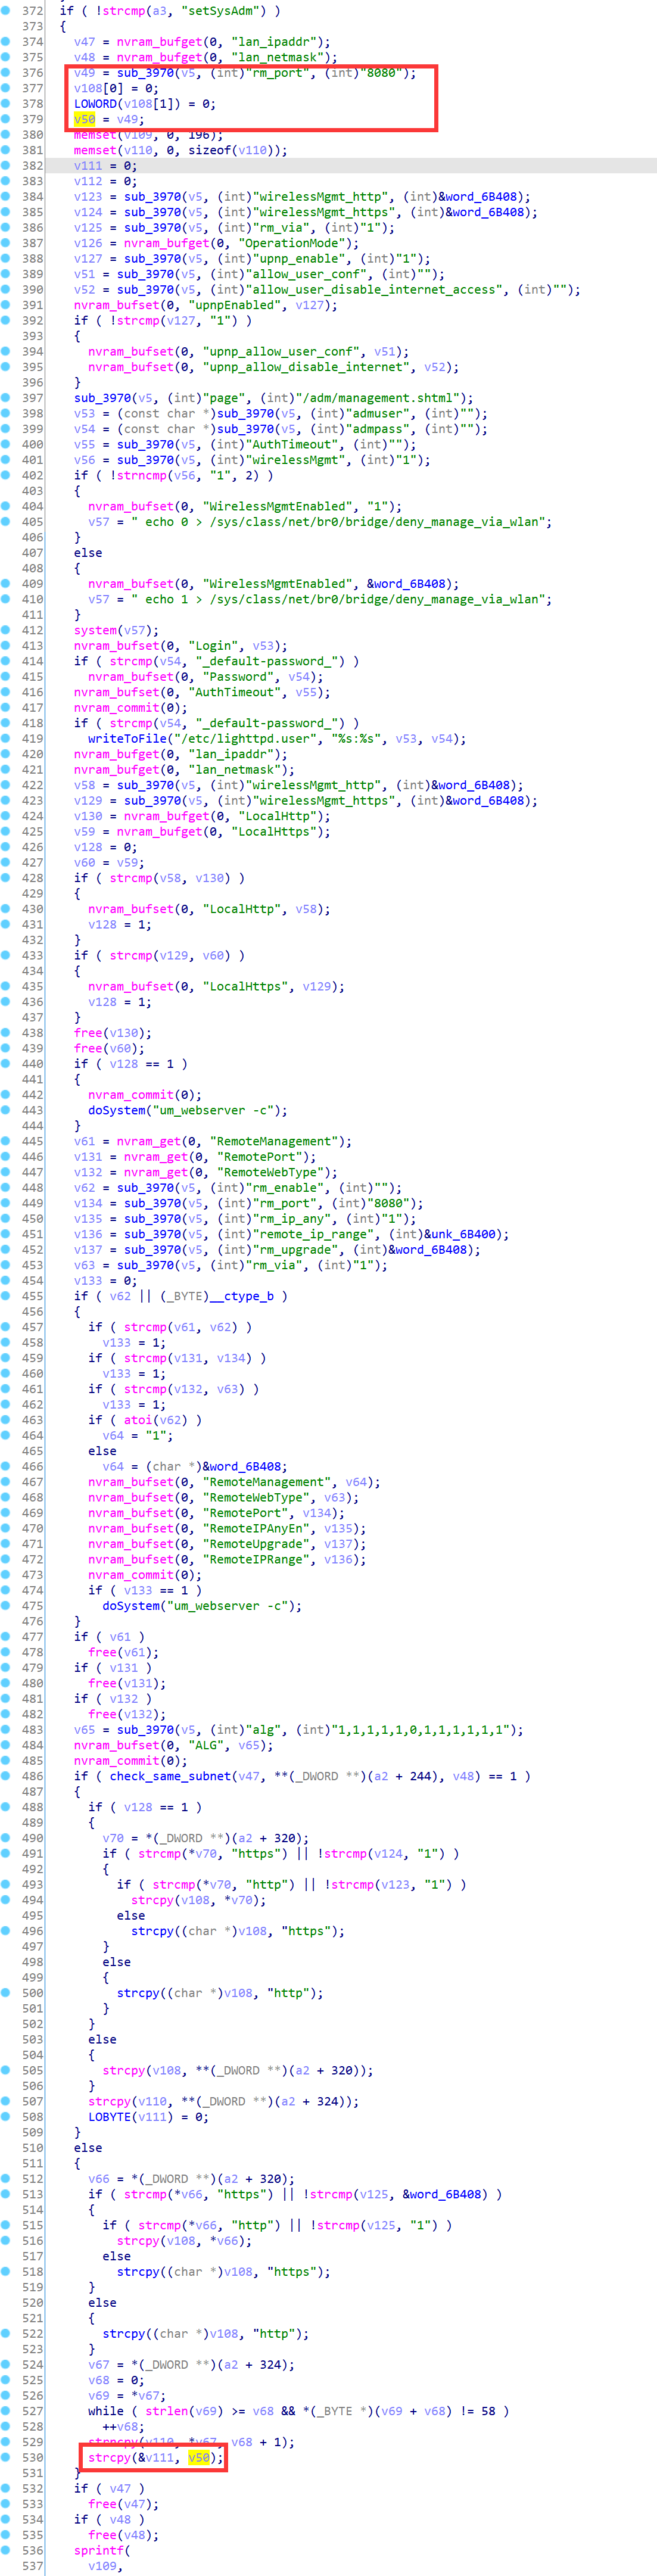 372 if ( !strcmp(a3, "setSysAdm") )
373 {
374 v47 = nvram_bufget(0, "lan_ipaddr");
375 v48 = nvram_bufget(0, "lan_netmask");
376 v49 = sub_3970(v5, (int)"rm_port", (int)"8080");
377 v108[0] = 0;
378 LOWORD(v108[1]) = 0;
379 v50 = v49;
380 memset(v109, 0, 196);
381 memset(v110, 0, sizeof(v110));
382 v111 = 0;
383 v112 = 0;
384 v123 = sub_3970(v5, (int)"wirelessMgmt_http", (int)&word_6B408);
385 v124 = sub_3970(v5, (int)"wirelessMgmt_https", (int)&word_6B408);
386 v125 = sub_3970(v5, (int)"rm_via", (int)"1");
387 v126 = nvram_bufget(0, "OperationMode");
388 v127 = sub_3970(v5, (int)"upnp_enable", (int)"1");
389 v51 = sub_3970(v5, (int)"allow_user_conf", (int)"");
390 v52 = sub_3970(v5, (int)"allow_user_disable_internet_access", (int)"");
391 nvram_bufset(0, "upnpEnabled", v127);
392 if ( !strcmp(v127, "1") )
393 {
394 nvram_bufset(0, "upnp_allow_user_conf", v51);
395 nvram_bufset(0, "upnp_allow_disable_internet", v52);
396 }
397 sub_3970(v5, (int)"page", (int)"/adm/management.shtml");
398 v53 = (const char *)sub_3970(v5, (int)"admuser", (int)"");
399 v54 = (const char *)sub_3970(v5, (int)"admpass", (int)"");
400 v55 = sub_3970(v5, (int)"AuthTimeout", (int)"");
401 v56 = sub_3970(v5, (int)"wirelessMgmt", (int)"1");
402 if ( !strncmp(v56, "1", 2) )
403 {
404 nvram_bufset(0, "WirelessMgmtEnabled", "1");
405 v57 = " echo 0 > /sys/class/net/br0/bridge/deny_manage_via_wlan";
406 }
407 else
408 {
409 nvram_bufset(0, "WirelessMgmtEnabled", &word_6B408);
410 v57 = " echo 1 > /sys/class/net/br0/bridge/deny_manage_via_wlan";
411 }
412 system(v57);
413 nvram_bufset(0, "Login", v53);
414 if ( strcmp(v54, "_default-password_") )
415 nvram_bufset(0, "Password", v54);
416 nvram_bufset(0, "AuthTimeout", v55);
417 nvram_commit(0);
418 if ( strcmp(v54, "_default-password_") )
419 writeToFile("/etc/lighttpd.user", "%s:%s", v53, v54);
420 nvram_bufget(0, "lan_ipaddr");
421 nvram_bufget(0, "lan_netmask");
422 v58 = sub_3970(v5, (int)"wirelessMgmt_http", (int)&word_6B408);
423 v129 = sub_3970(v5, (int)"wirelessMgmt_https", (int)&word_6B408);
424 v130 = nvram_bufget(0, "LocalHttp");
425 v59 = nvram_bufget(0, "LocalHttps");
426 v128 = 0;
427 v60 = v59;
428 if ( strcmp(v58, v130) )
429 {
430 nvram_bufset(0, "LocalHttp", v58);
431 v128 = 1;
432 }
433 if ( strcmp(v129, v60) )
434 {
435 nvram_bufset(0, "LocalHttps", v129);
436 v128 = 1;
437 }
438 free(v130);
439 free(v60);
440 if ( v128 == 1 )
441 {
442 nvram_commit(0);
443 doSystem("um_webserver -c");
444 }
445 v61 = nvram_get(0, "RemoteManagement");
446 v131 = nvram_get(0, "RemotePort");
447 v132 = nvram_get(0, "RemoteWebType");
448 v62 = sub_3970(v5, (int)"rm_enable", (int)"");
449 v134 = sub_3970(v5, (int)"rm_port", (int)"8080");
450 v135 = sub_3970(v5, (int)"rm_ip_any", (int)"1");
451 v136 = sub_3970(v5, (int)"remote_ip_range", (int)&unk_6B400);
452 v137 = sub_3970(v5, (int)"rm_upgrade", (int)&word_6B408);
453 v63 = sub_3970(v5, (int)"rm_via", (int)"1");
454 v133 = 0;
455 if ( v62 || (_BYTE)__ctype_b )
456 {
457 if ( strcmp(v61, v62) )
458 v133 = 1;
459 if ( strcmp(v131, v134) )
460 v133 = 1;
461 if ( strcmp(v132, v63) )
462 v133 = 1;
463 if ( atoi(v62) )
464 v64 = "1";
465 else
466 v64 = (char *)&word_6B408;
467 nvram_bufset(0, "RemoteManagement", v64);
468 nvram_bufset(0, "RemoteWebType", v63);
469 nvram_bufset(0, "RemotePort", v134);
470 nvram_bufset(0, "RemoteIPAnyEn", v135);
471 nvram_bufset(0, "RemoteUpgrade", v137);
472 nvram_bufset(0, "RemoteIPRange", v136);
473 nvram_commit(0);
474 if ( v133 == 1 )
475 doSystem("um_webserver -c");
476 }
477 if ( v61 )
478 free(v61);
479 if ( v131 )
480 free(v131);
481 if ( v132 )
482 free(v132);
483 v65 = sub_3970(v5, (int)"alg", (int)"1,1,1,1,1,0,1,1,1,1,1,1");
484 nvram_bufset(0, "ALG", v65);
485 nvram_commit(0);
486 if ( check_same_subnet(v47, **(_DWORD **)(a2 + 244), v48) == 1 )
487 {
488 if ( v128 == 1 )
489 {
490 v70 = *(_DWORD **)(a2 + 320);
491 if ( strcmp(*v70, "https") || !strcmp(v124, "1") )
492 {
493 if ( strcmp(*v70, "http") || !strcmp(v123, "1") )
494 strcpy(v108, *v70);
495 else
496 strcpy((char *)v108, "https");
497 }
498 else
499 {
500 strcpy((char *)v108, "http");
501 }
502 }
503 else
504 {
505 strcpy(v108, **(_DWORD **)(a2 + 320));
506 }
507 strcpy(v110, **(_DWORD **)(a2 + 324));
508 LOBYTE(v111) = 0;
509 }
510 else
511 {
512 v66 = *(_DWORD **)(a2 + 320);
513 if ( strcmp(*v66, "https") || !strcmp(v125, &word_6B408) )
514 {
515 if ( strcmp(*v66, "http") || !strcmp(v125, "1") )
516 strcpy(v108, *v66);
517 else
518 strcpy((char *)v108, "https");
519 }
520 else
521 {
522 strcpy((char *)v108, "http");
523 }
524 v67 = *(_DWORD **)(a2 + 324);
525 v68 = 0;
526 v69 = *v67;
527 while ( strlen(v69) >= v68 && *(_BYTE *)(v69 + v68) != 58 )
528 ++v68;
529 strncpy(v110, *v67, v68 + 1);
530 strcpy(&v111, v50);
531 }
532 if ( v47 )
533 free(v47);
534 if ( v48 )
535 free(v48);
536 sprintf(
537 v109,